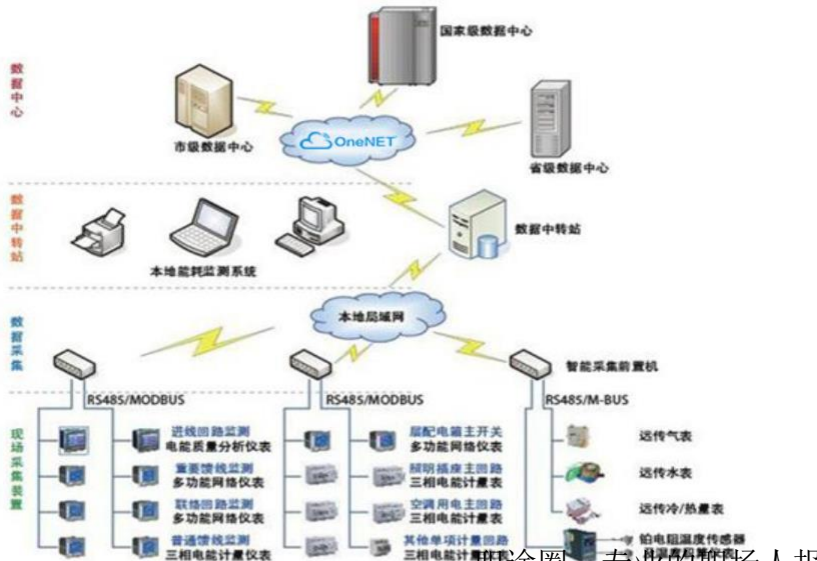 国家级数据中心
数据中心
市级数据中心
OneNET
省级数据中心
数据中转站
数据中转站
本地能耗监测系统
数据采集
本地局域网
智能采集前置机
RS485/MODBUS
RS485/MODBUS
RS485/M-BUS
现场采集装置
进线回路监测
电能质量分析仪表
层配电箱主开关
多功能网络仪表
远传气表
重要馈线监测
多功能网络仪表
照明插座主回路
三相电能计量表
远传水表
联络回路监测
多功能网络仪表
空调用电主回路
三相电能计量表
远传冷/热量表
普通馈线监测
三相电能计量仪表
其他单项计量回路
三相电能计量
铂电阻温度传感器